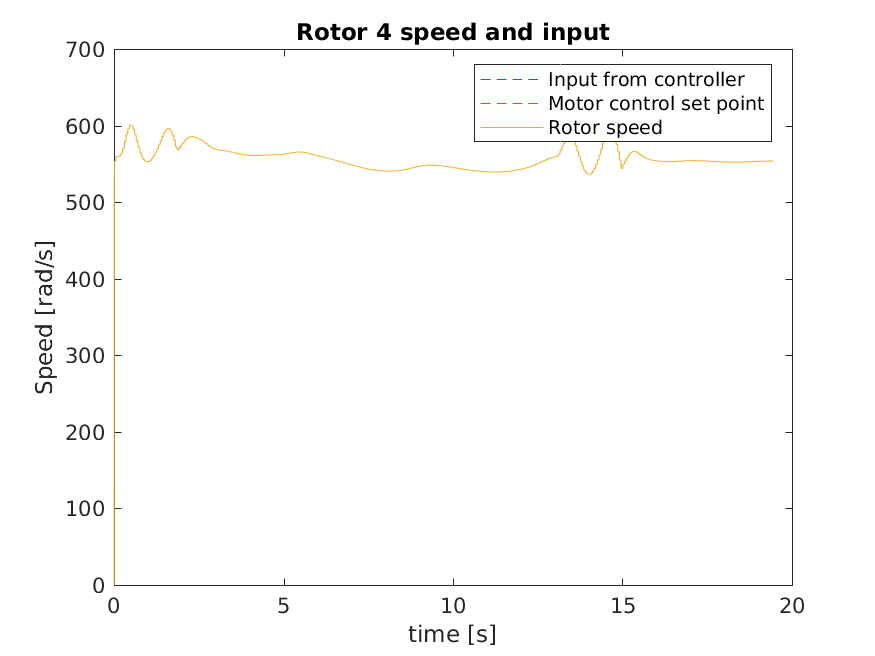 Rotor 4 speed and input
700
600
500
400
300
200
100
0
Speed [rad/s]
Input from controller
Motor control set point
Rotor speed
0 5 10 15 20
time [s]